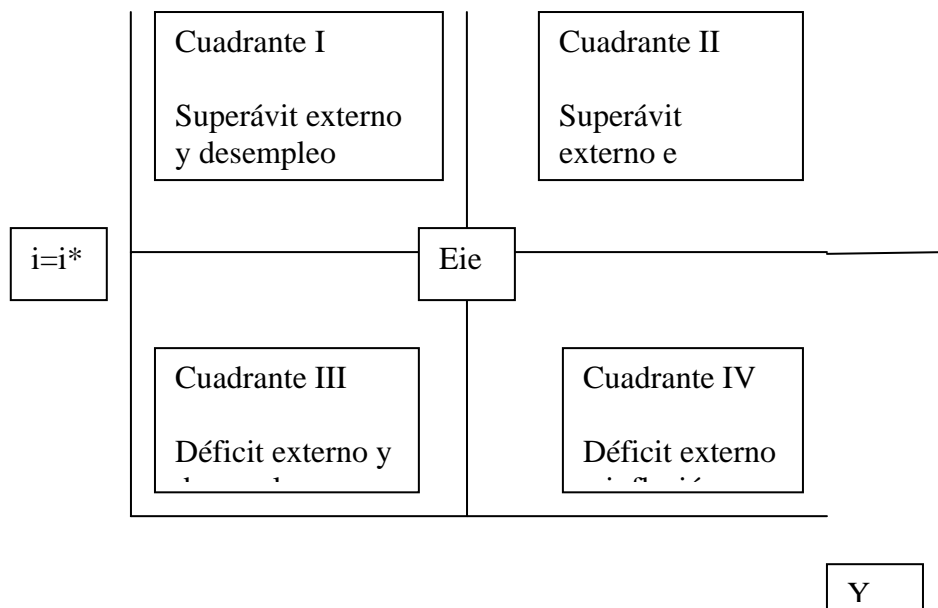 Cuadrante I
Superávit externo
y desempleo
Cuadrante II
Superávit
externo e
i=i*
Eie
Cuadrante III
Déficit externo y
Cuadrante IV
Déficit externo
Y